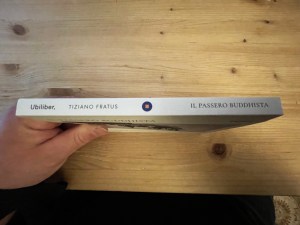 Ubiliber, TIZIANO FRATUS IL PASSERO BUDDHISTA